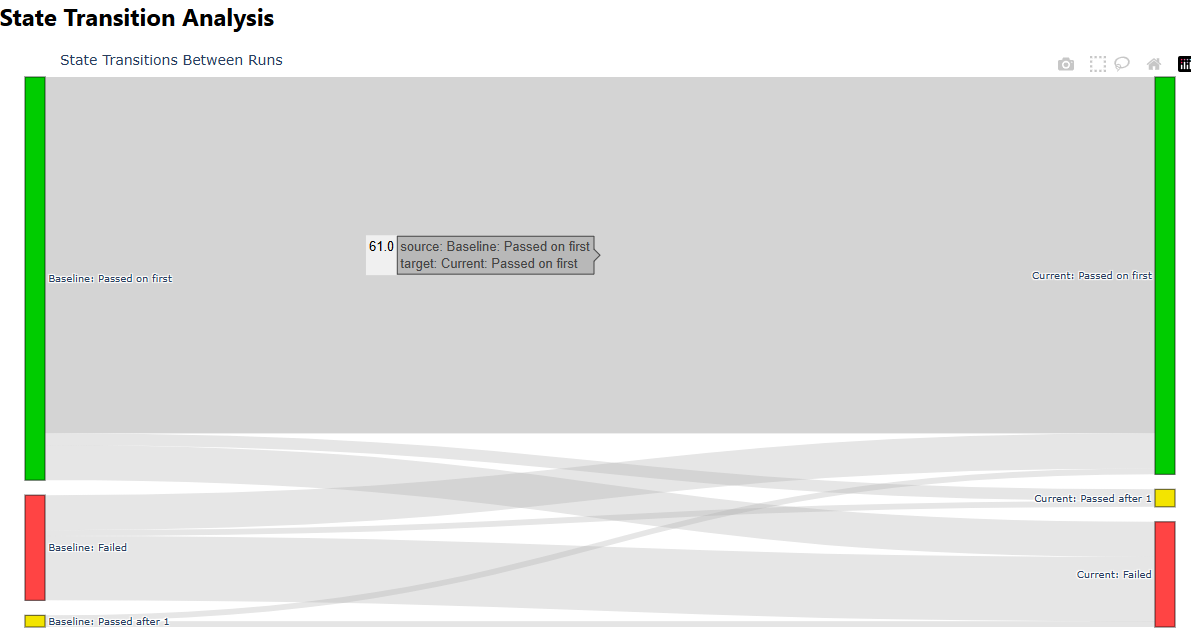 State Transition Analysis
State Transitions Between Runs
61.0
source: Baseline: Passed on first
target: Current: Passed on first
Baseline: Passed on first
Current: Passed on first
Current: Passed after 1
Baseline: Failed
Current: Failed
Baseline: Passed after 1